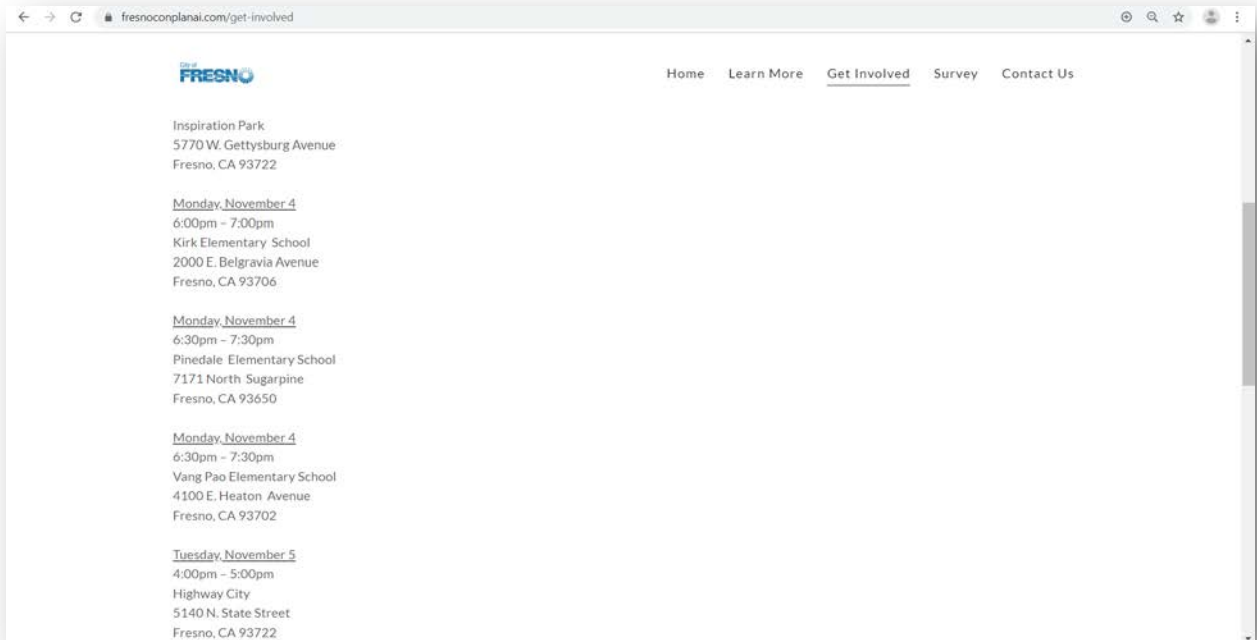 fresnoconplanai.com/get-involved
City of
FRESNO
Home Learn More Get Involved Survey Contact Us
Inspiration Park
5770 W. Gettysburg Avenue
Fresno, CA 93722
Monday, November 4
6:00pm – 7:00pm
Kirk Elementary School
2000 E. Belgravia Avenue
Fresno, CA 93706
Monday, November 4
6:30pm – 7:30pm
Pinedale Elementary School
7171 North Sugarpine
Fresno, CA 93650
Monday, November 4
6:30pm – 7:30pm
Vang Pao Elementary School
4100 E. Heaton Avenue
Fresno, CA 93702
Tuesday, November 5
4:00pm – 5:00pm
Highway City
5140 N. State Street
Fresno, CA 93722